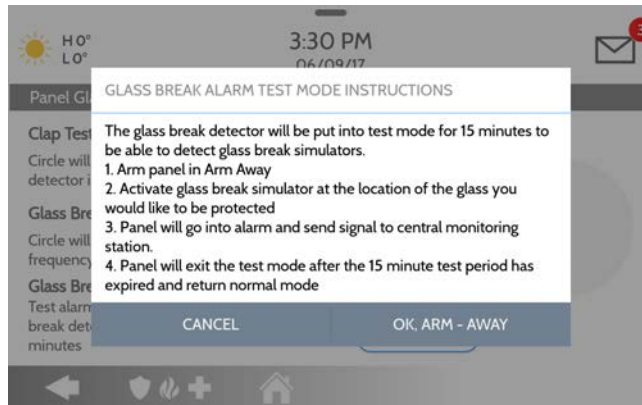 H 0°
L 0°
3:30 PM
06/09/17
3
Panel Gl
GLASS BREAK ALARM TEST MODE INSTRUCTIONS
Clap Test
Circle will
detector i
Glass Bre
Circle will
frequency
Glass Bre
Test alarm
break det
minutes
The glass break detector will be put into test mode for 15 minutes to
be able to detect glass break simulators.
1. Arm panel in Arm Away
2. Activate glass break simulator at the location of the glass you
would like to be protected
3. Panel will go into alarm and send signal to central monitoring
station.
4. Panel will exit the test mode after the 15 minute test period has
expired and return normal mode
CANCEL
OK, ARM - AWAY